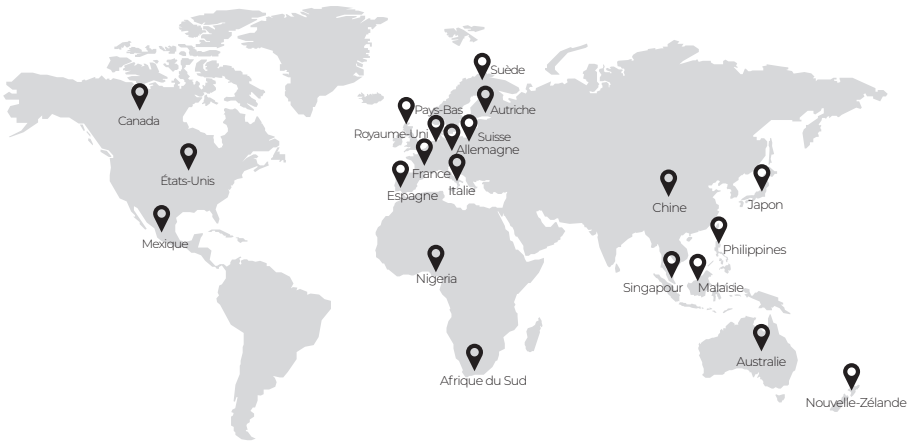 Suède
Canada
Pays-Bas
Autriche
Royaume-Uni
Suisse
Allemagne
États-Unis
France
Italie
Espagne
Chine
Japon
Mexique
Philippines
Nigeria
Singapour
Malaisie
Australie
Afrique du Sud
Nouvelle-Zélande